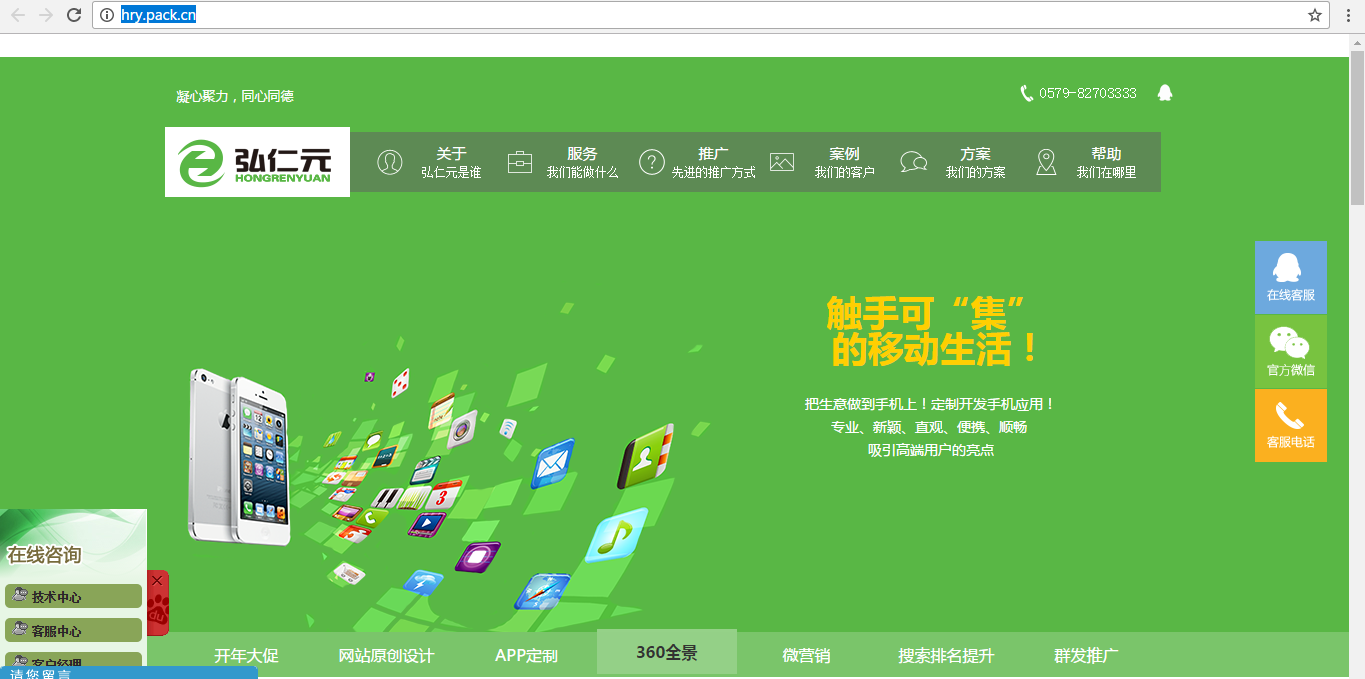 hry.pack.cn
凝心聚力，同心同德
0579-82703333
弘仁元
HONGRENYUAN
关于
弘仁元是谁
服务
我们能做什么
推广
先进的推广方式
案例
我们的客户
方案
我们的方案
帮助
我们在哪里
触手可“集”
的移动生活！
把生意做到手机上！定制开发手机应用！
专业、新颖、直观、便携、顺畅
吸引高端用户的亮点
3
在线客服
官方微信
客服电话
在线咨询
技术中心
客服中心
客户经理
du
请您留言
开年大促
网站原创设计
APP定制
360全景
微营销
搜索排名提升
群发推广